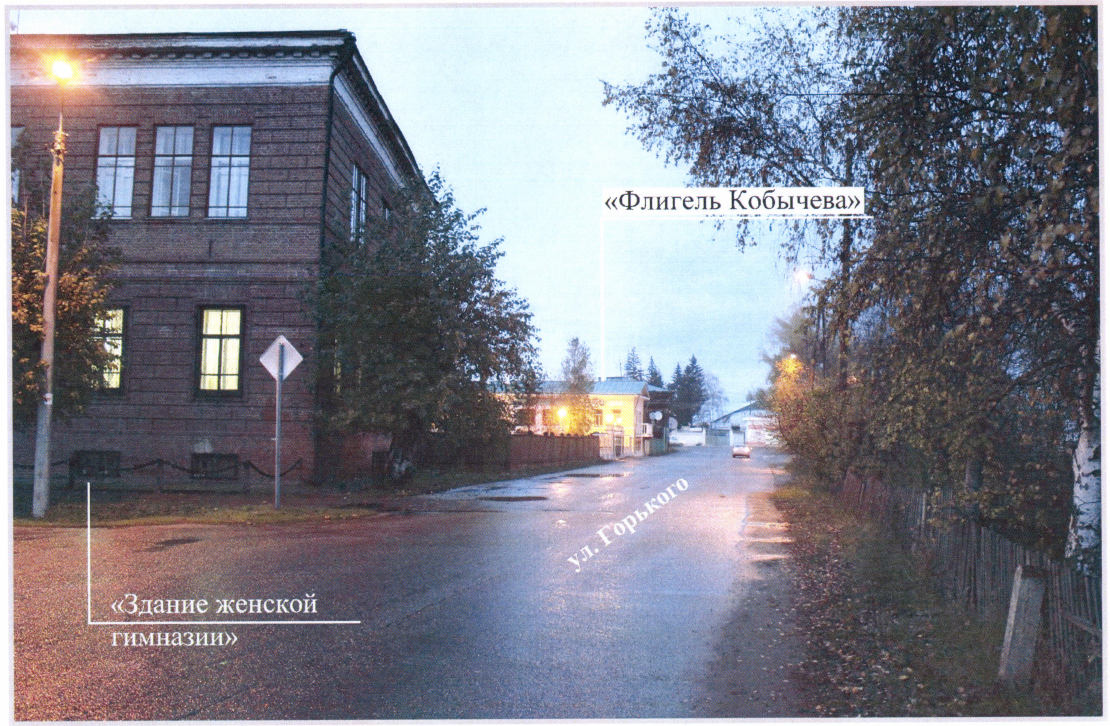 «Флигель Кобычева»
ул. Горького
«Здание женской
гимназии»